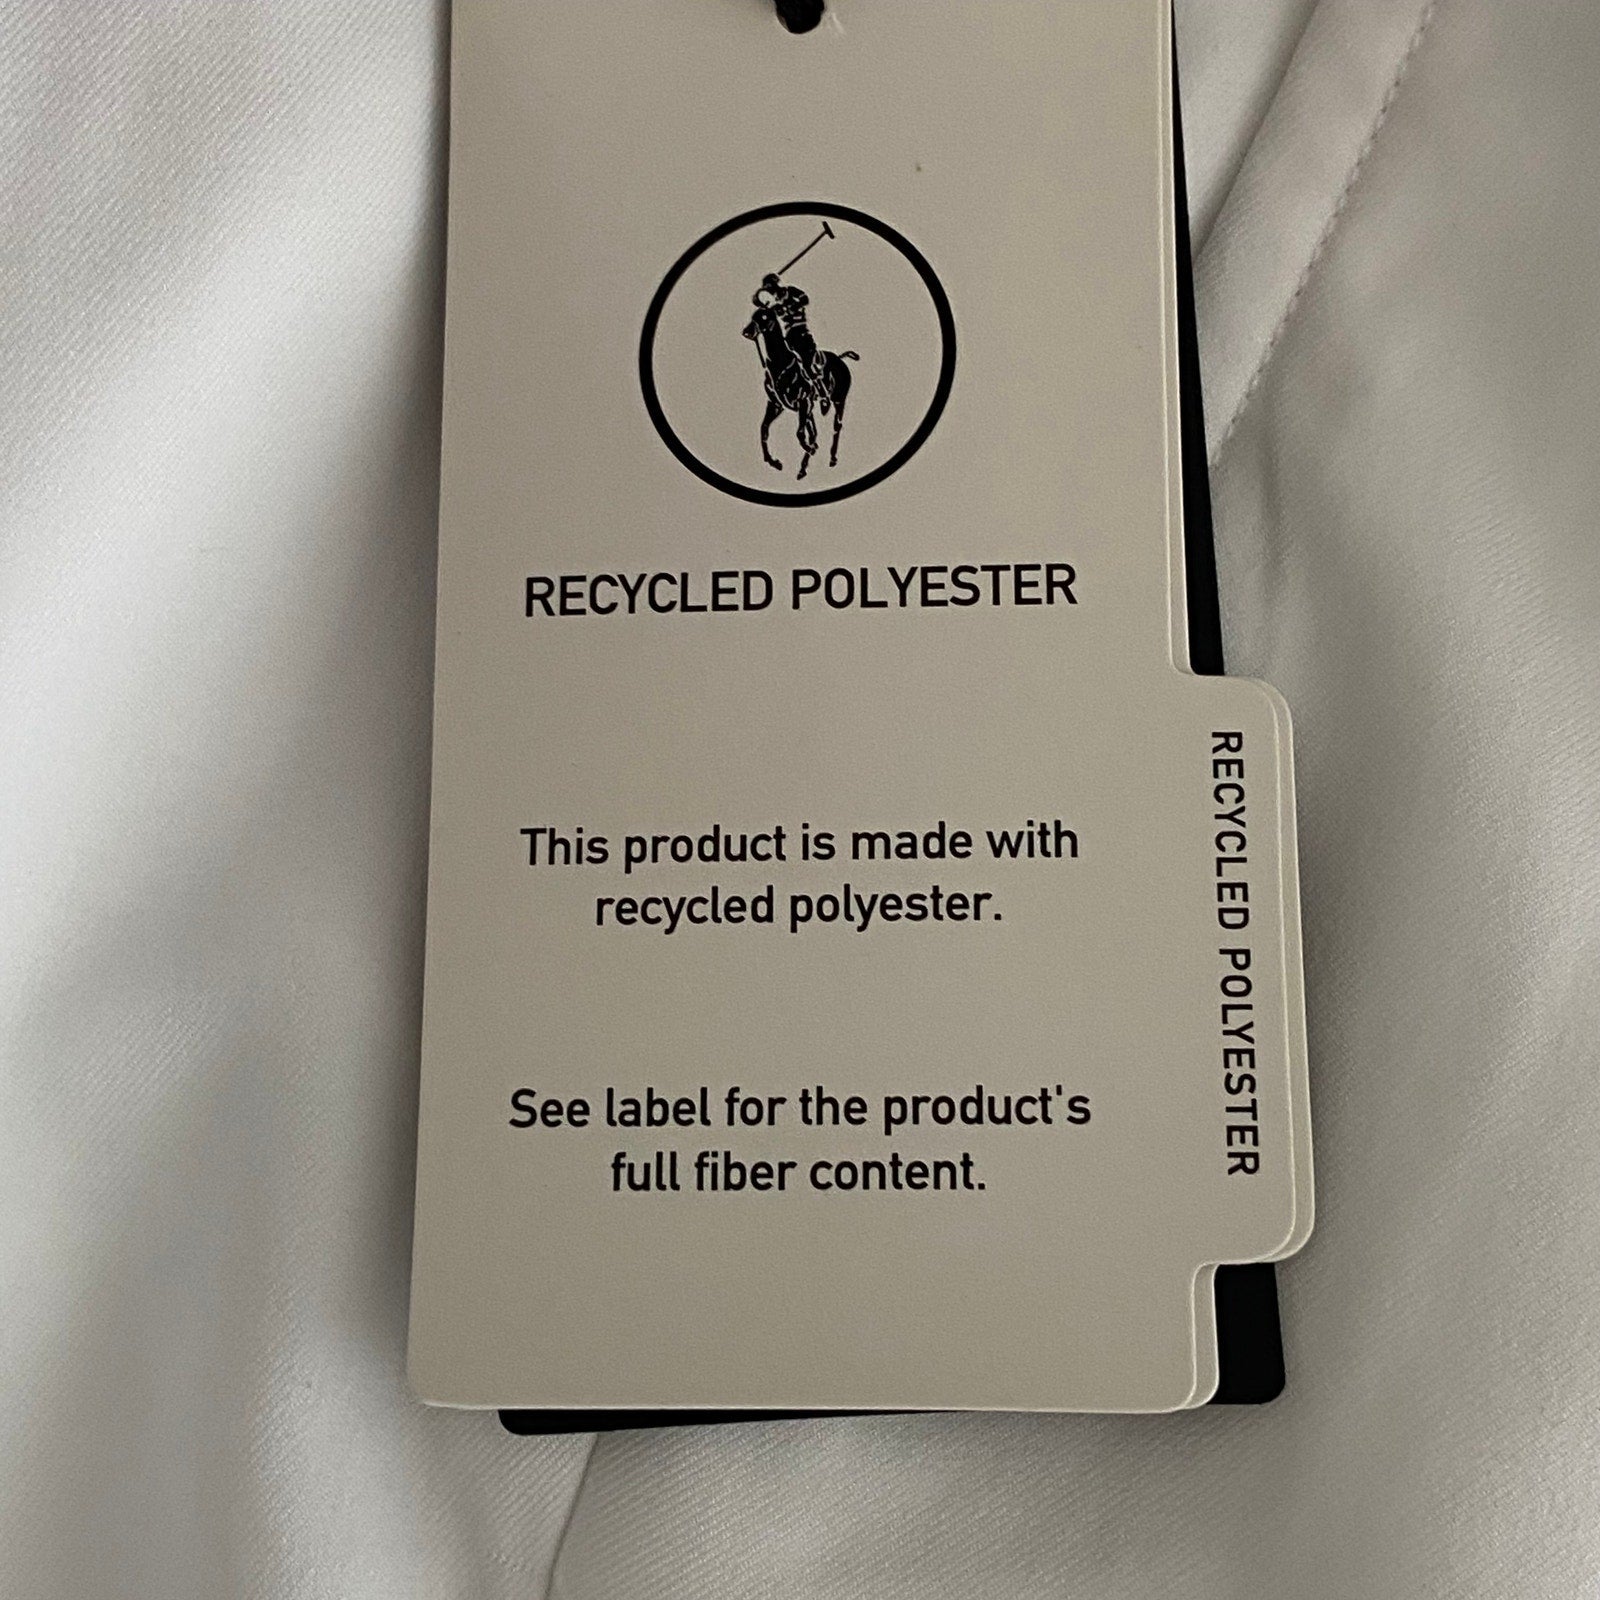 RECYCLED POLYESTER
This product is made with
recycled polyester.
See label for the product's
full fiber content.
RECYCLED POLYESTER